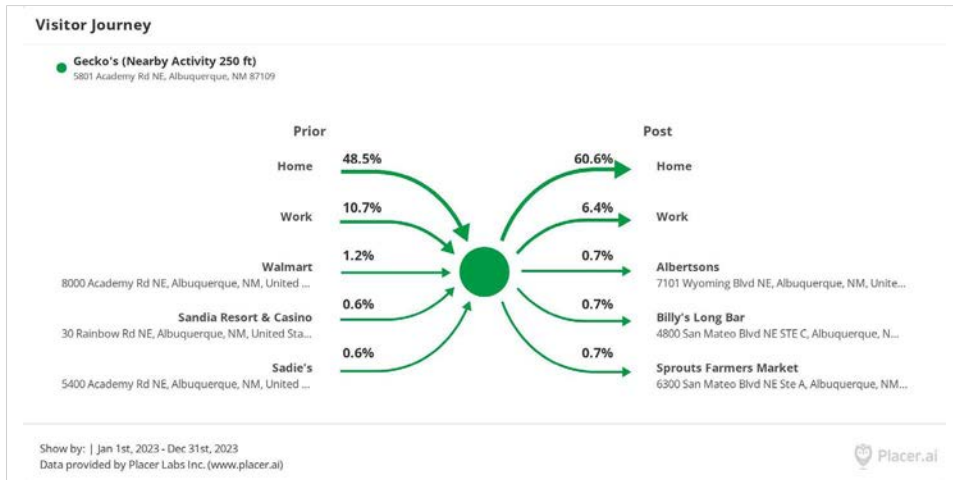 Visitor Journey
Gecko's (Nearby Activity 250 ft)
5801 Academy Rd NE, Albuquerque, NM 87109
Prior
Post
Home
48.5%
60.6%
Home
Work
10.7%
6.4%
Work
Walmart
8000 Academy Rd NE, Albuquerque, NM, United ...
1.2%
0.7%
Albertsons
7101 Wyoming Blvd NE, Albuquerque, NM, Unite...
Sandia Resort & Casino
30 Rainbow Rd NE, Albuquerque, NM, United Sta...
0.6%
0.7%
Billy's Long Bar
4800 San Mateo Blvd NE STE C, Albuquerque, N...
Sadie's
5400 Academy Rd NE, Albuquerque, NM, United ...
0.6%
0.7%
Sprouts Farmers Market
6300 San Mateo Blvd NE Ste A, Albuquerque, NM...
Show by: | Jan 1st, 2023 - Dec 31st, 2023
Data provided by Placer Labs Inc. (www.placer.ai)
Placer.ai